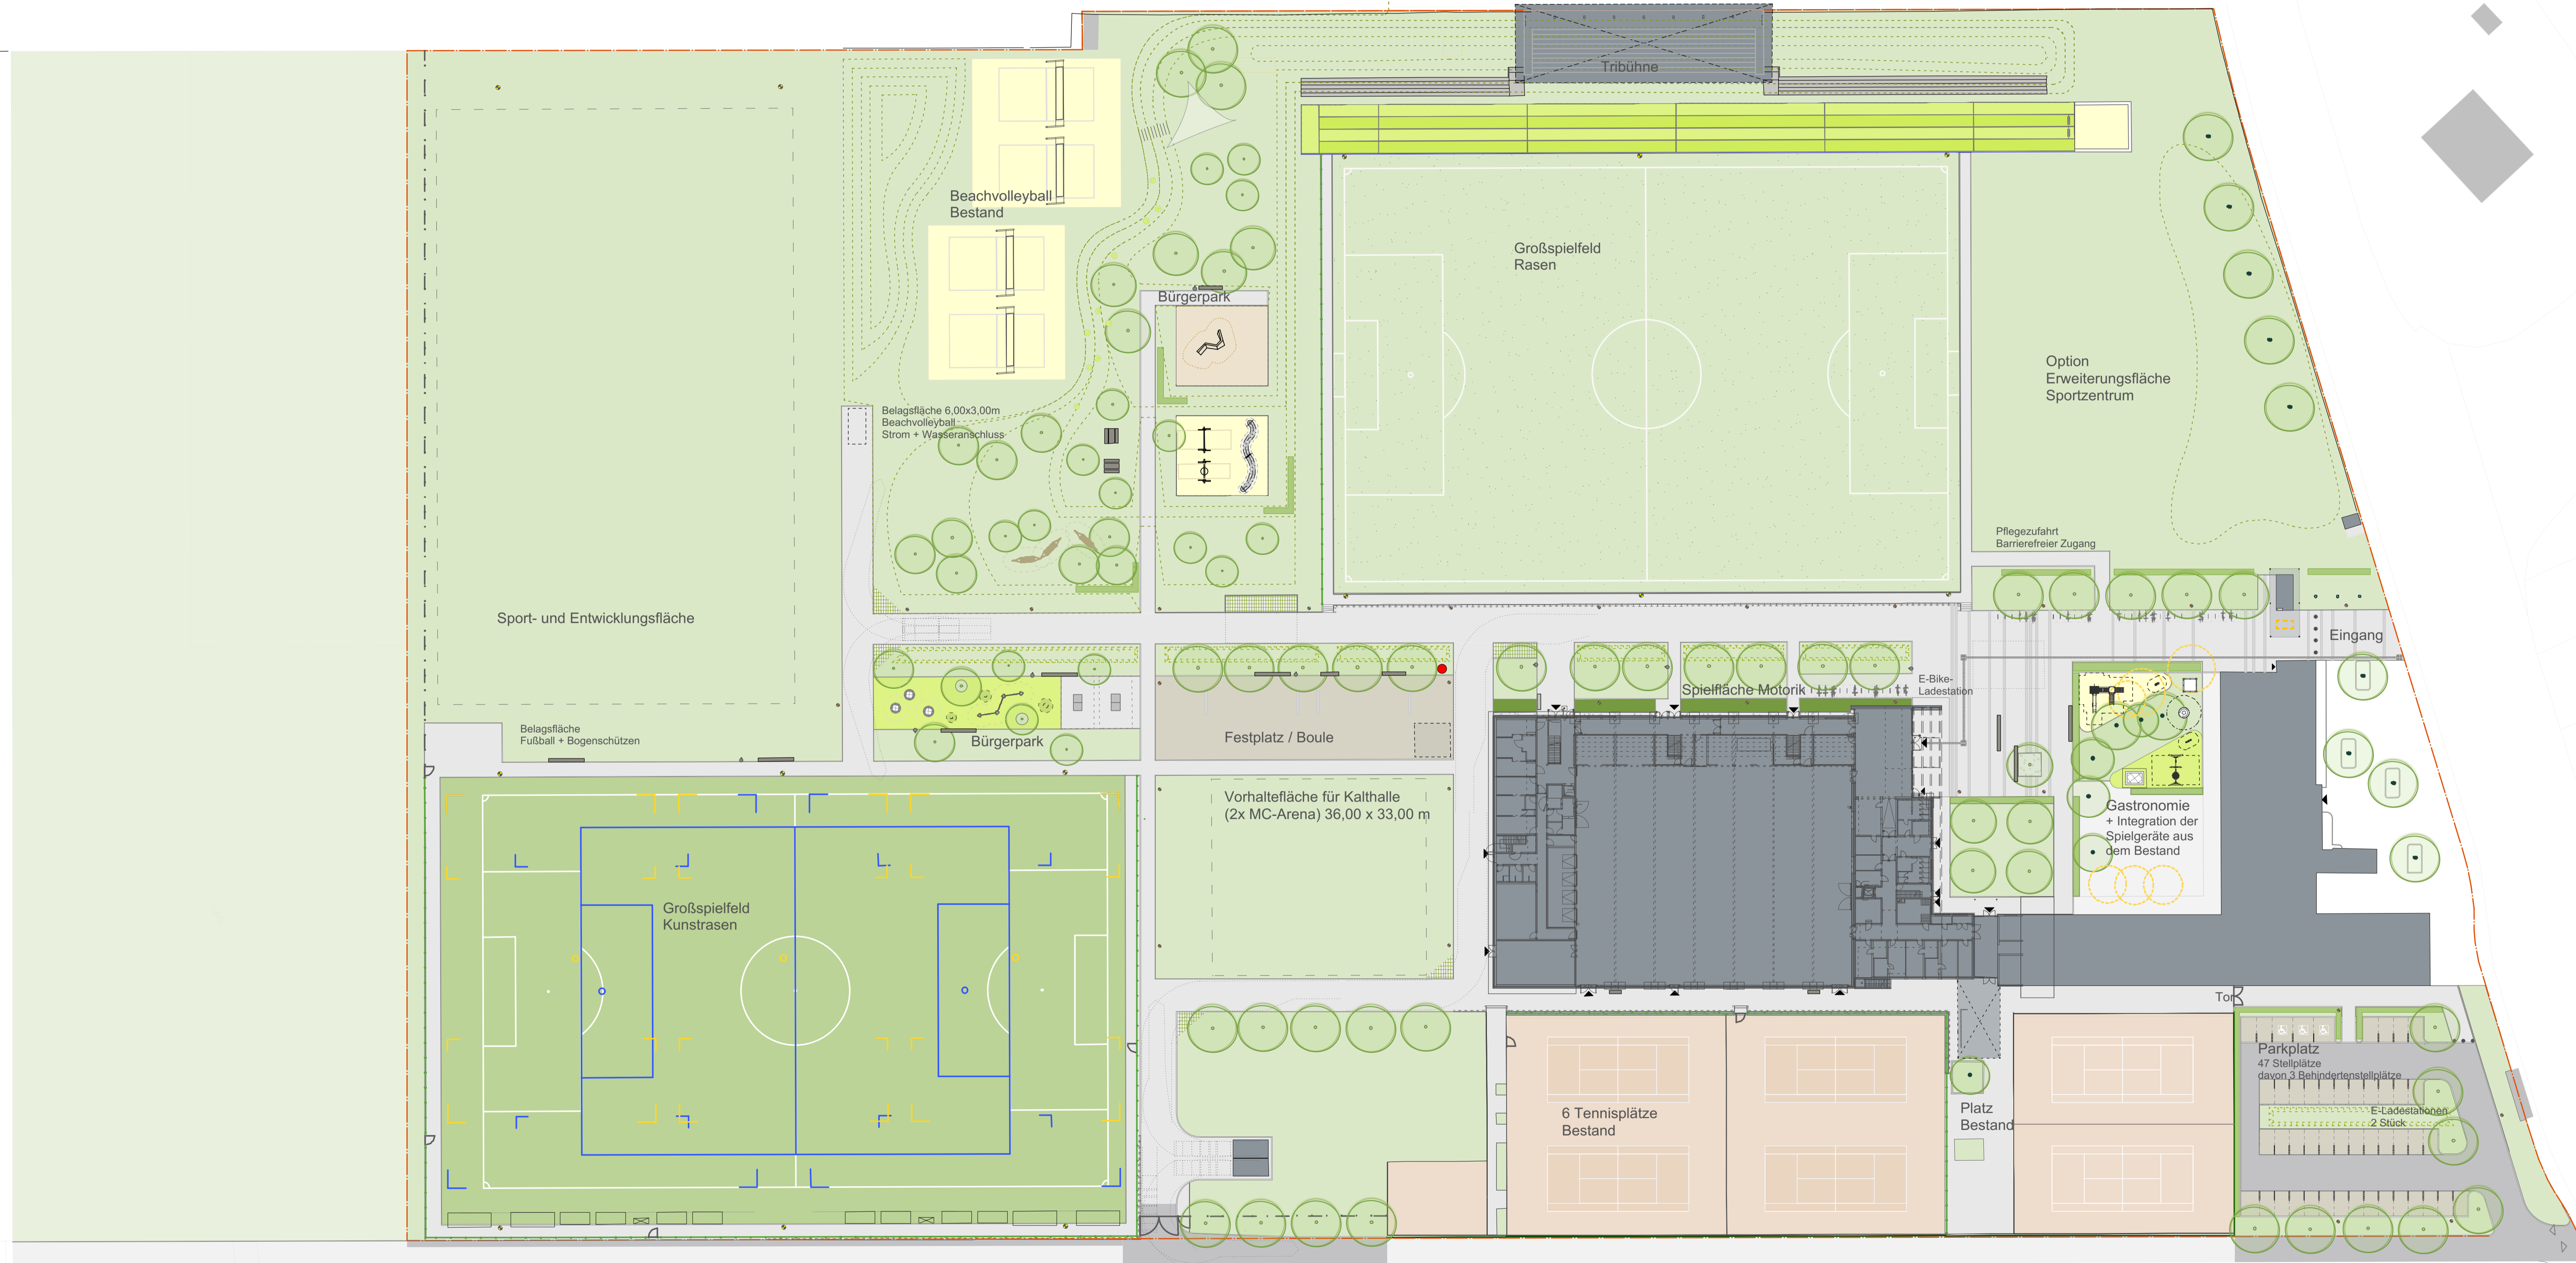 Tribühne
Beachvolleyball
Bestand
Großspielfeld
Rasen
Bürgerpark
Option
Erweiterungsfläche
Sportzentrum
Belagsfläche 6,00x3,00m
Beachvolleyball
Strom + Wasseranschluss
Pflegezufahrt
Barrierefreier Zugang
Sport- und Entwicklungsfläche
Eingang
E-Bike-
Ladestation
Spielfläche Motorik
Belagsfläche
Fußball + Bogenschützen
Bürgerpark
Festplatz / Boule
Vorhaltefläche für Kalthalle
(2x MC-Arena) 36,00 x 33,00 m
Gastronomie
+ Integration der
Spielgeräte aus
dem Bestand
Großspielfeld
Kunstrasen
Tor
Parkplatz
47 Stellplätze
davon 3 Behindertenstellplätze
E-Ladestationen
2 Stück
6 Tennisplätze
Bestand
Platz
Bestand